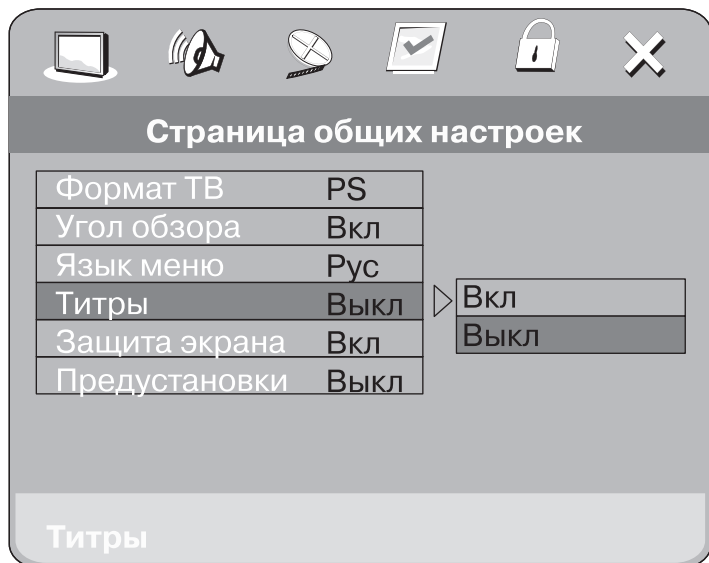 Страница общих настроек
Формат ТВ PS
Угол обзора Вкл
Язык меню Рус
Титры Выкл
Вкл
Выкл
Защита экрана Вкл
Предустановки Выкл
Титры